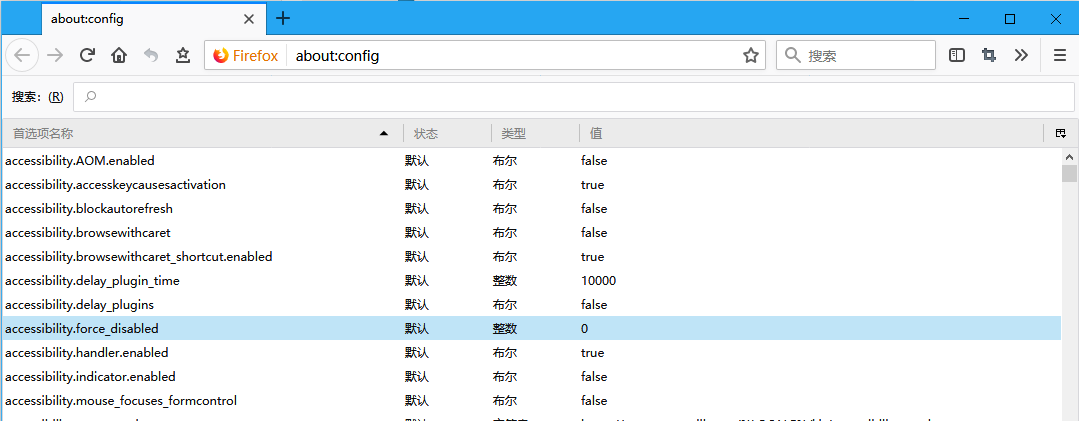 about:config
Firefox about:config 搜索
搜索：(R)
首选项名称 状态 类型 值
accessibility.AOM.enabled 默认 布尔 false
accessibility.accesskeycausesactivation 默认 布尔 true
accessibility.blockautorefresh 默认 布尔 false
accessibility.browsewithcaret 默认 布尔 false
accessibility.browsewithcaret_shortcut.enabled 默认 布尔 true
accessibility.delay_plugin_time 默认 整数 10000
accessibility.delay_plugins 默认 布尔 false
accessibility.force_disabled 默认 整数 0
accessibility.handler.enabled 默认 布尔 true
accessibility.indicator.enabled 默认 布尔 false
accessibility.mouse_focuses_formcontrol 默认 布尔 false